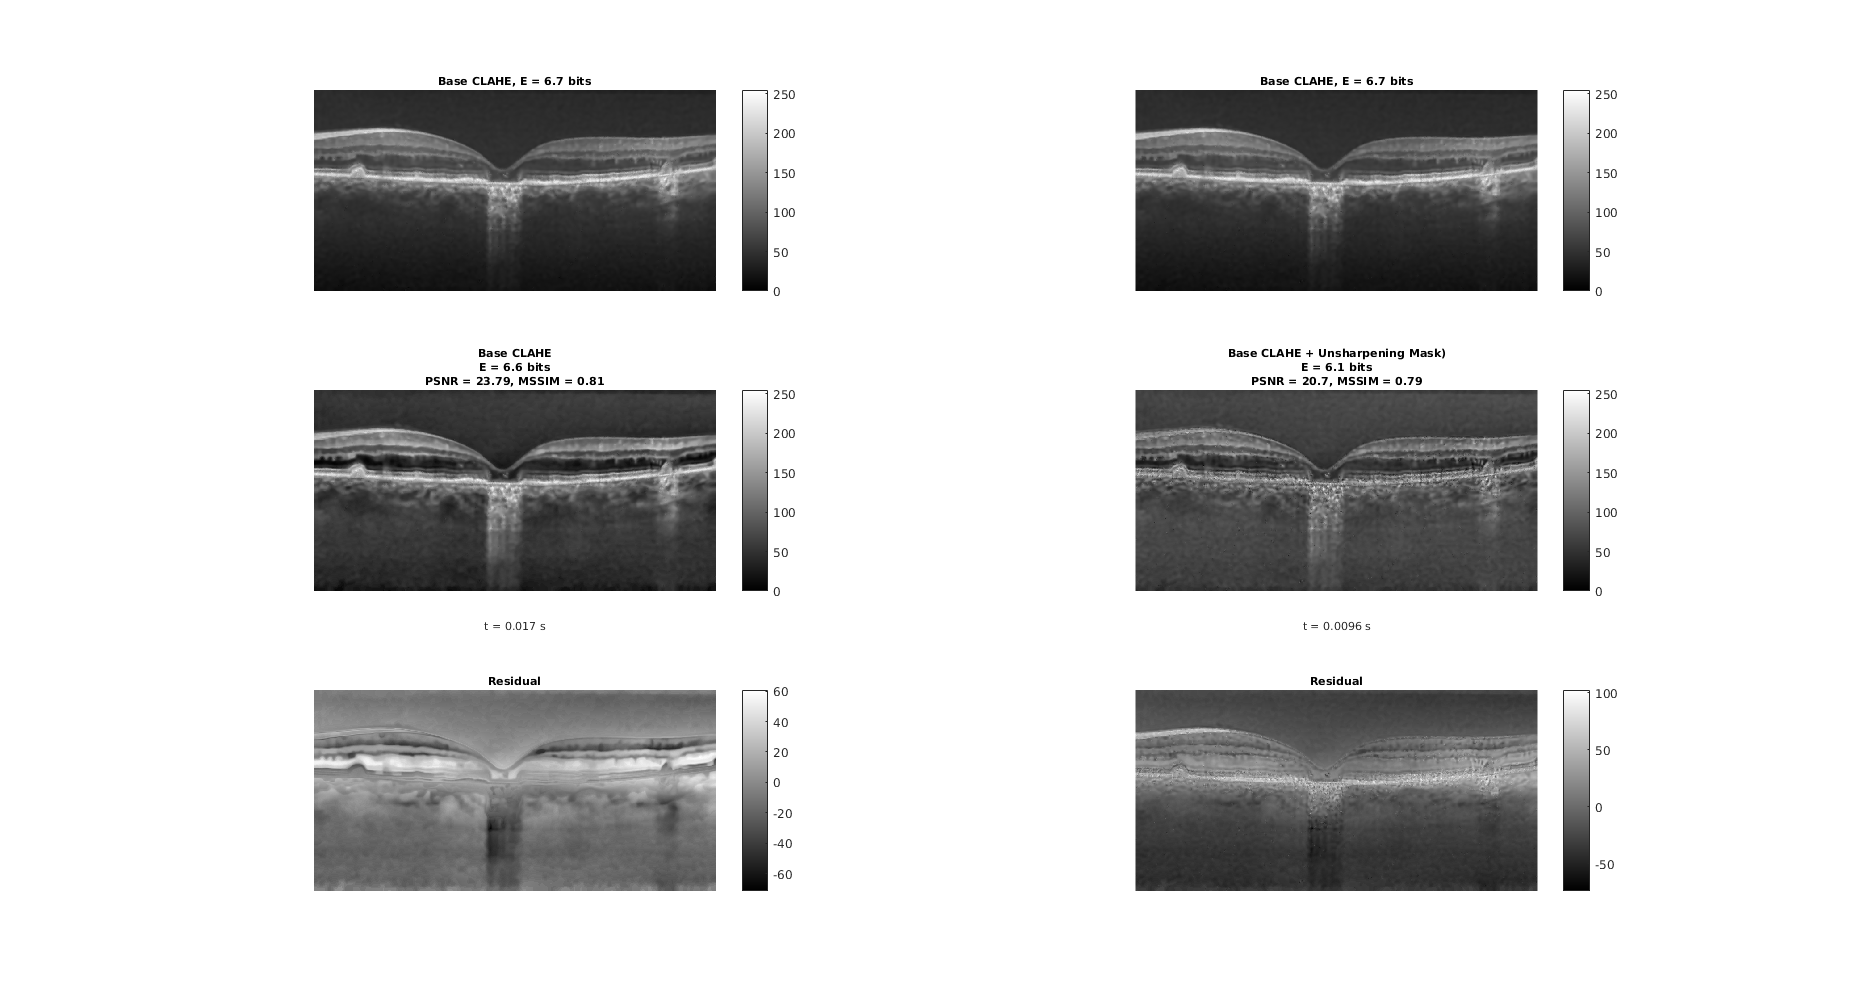 Base CLAHE, E = 6.7 bits
250
200
150
100
50
0
Base CLAHE, E = 6.7 bits
250
200
150
100
50
0
Base CLAHE
E = 6.6 bits
PSNR = 23.79, MSSIM = 0.81
250
200
150
100
50
0
t = 0.017 s
Base CLAHE + Unsharpening Mask)
E = 6.1 bits
PSNR = 20.7, MSSIM = 0.79
250
200
150
100
50
0
t = 0.0096 s
Residual
60
40
20
0
-20
-40
-60
Residual
100
50
0
-50